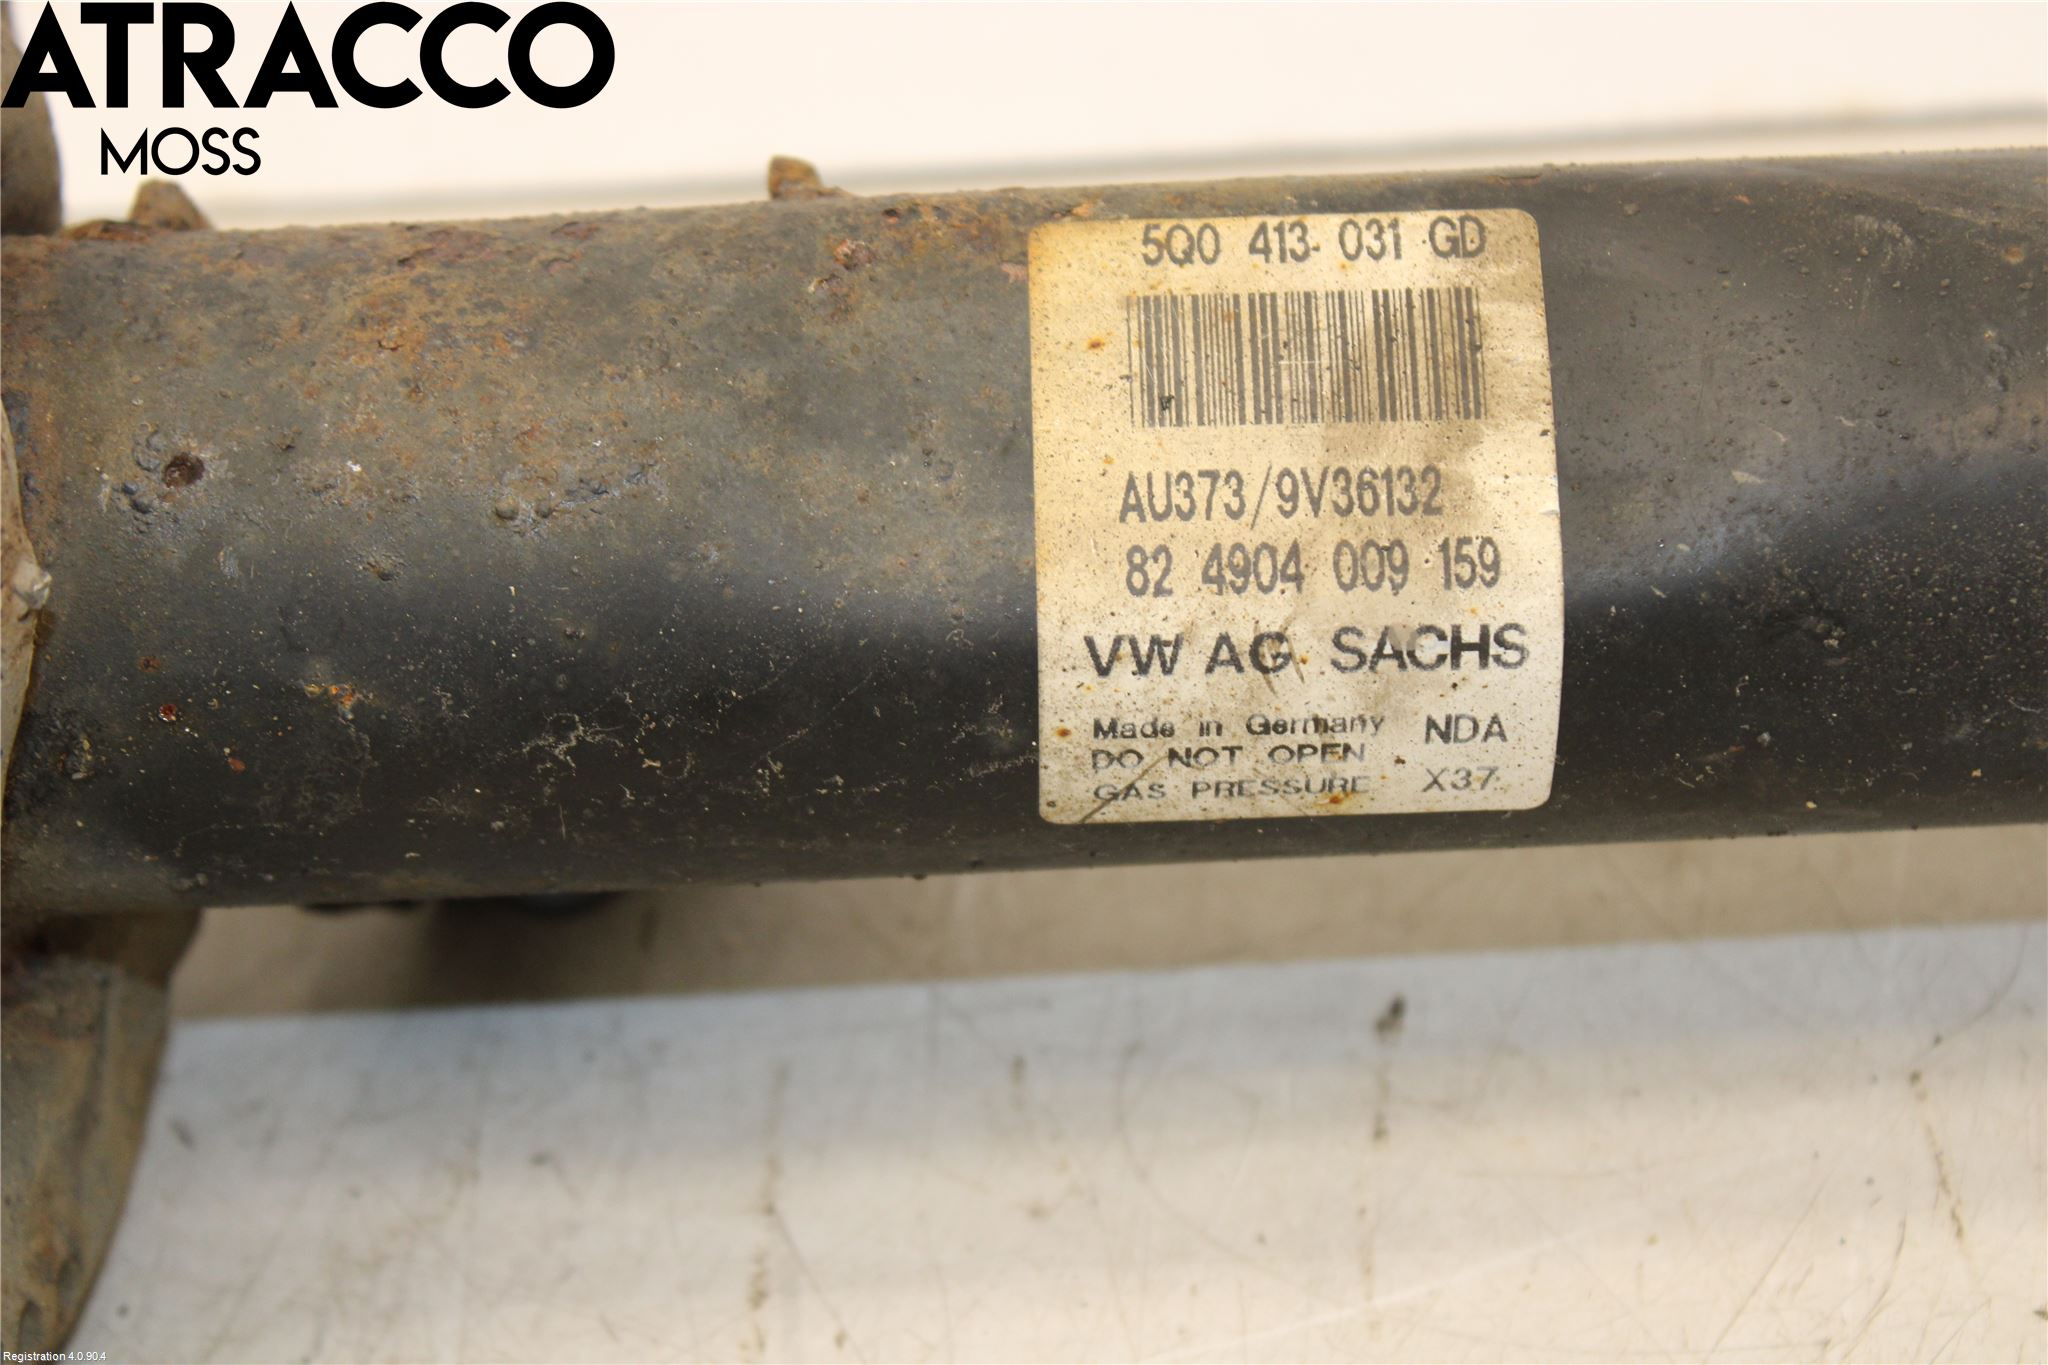 ATRACCO
MOSS
5Q0 413 031 GD
AU373/9V36132
82 4904 009 159
VW AG SACHS
Made in Germany NDA
DO NOT OPEN
GAS PRESSURE X37
Registration 4.0.90.4